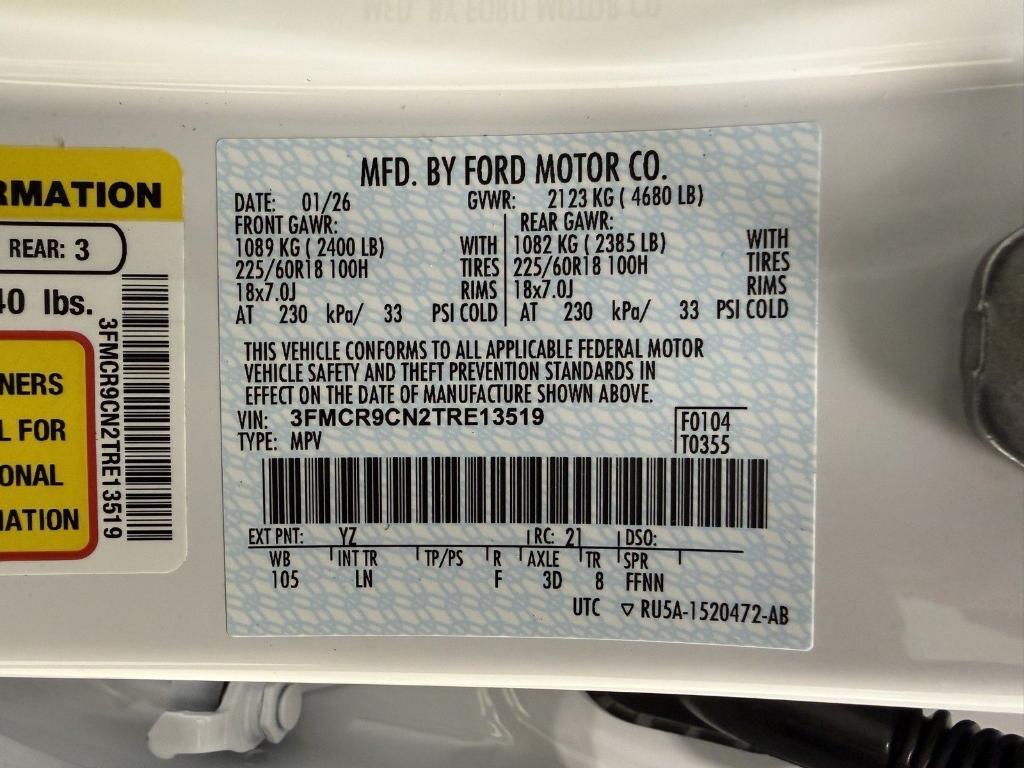 MFD. BY FORD MOTOR CO.
DATE: 01/26 GVWR: 2123 KG ( 4680 LB)
FRONT GAWR: REAR GAWR:
1089 KG ( 2400 LB) WITH 1082 KG ( 2385 LB) WITH
225/60R18 100H TIRES 225/60R18 100H TIRES
18x7.0J RIMS 18x7.0J RIMS
AT 230 kPa/ 33 PSI COLD AT 230 kPa/ 33 PSI COLD
THIS VEHICLE CONFORMS TO ALL APPLICABLE FEDERAL MOTOR
VEHICLE SAFETY AND THEFT PREVENTION STANDARDS IN
EFFECT ON THE DATE OF MANUFACTURE SHOWN ABOVE.
VIN: 3FMCR9CN2TRE13519 F0104
TYPE: MPV T0355
EXT PNT: YZ RC: 21 DSO:
WB INT TR TP/PS R AXLE TR SPR
105 LN F 3D 8 FFNN
UTC ▽ RU5A-1520472-AB
RMATION
REAR: 3
40 lbs.
3FMCR9CN2TRE13519
NERS
L FOR
ONAL
MATION